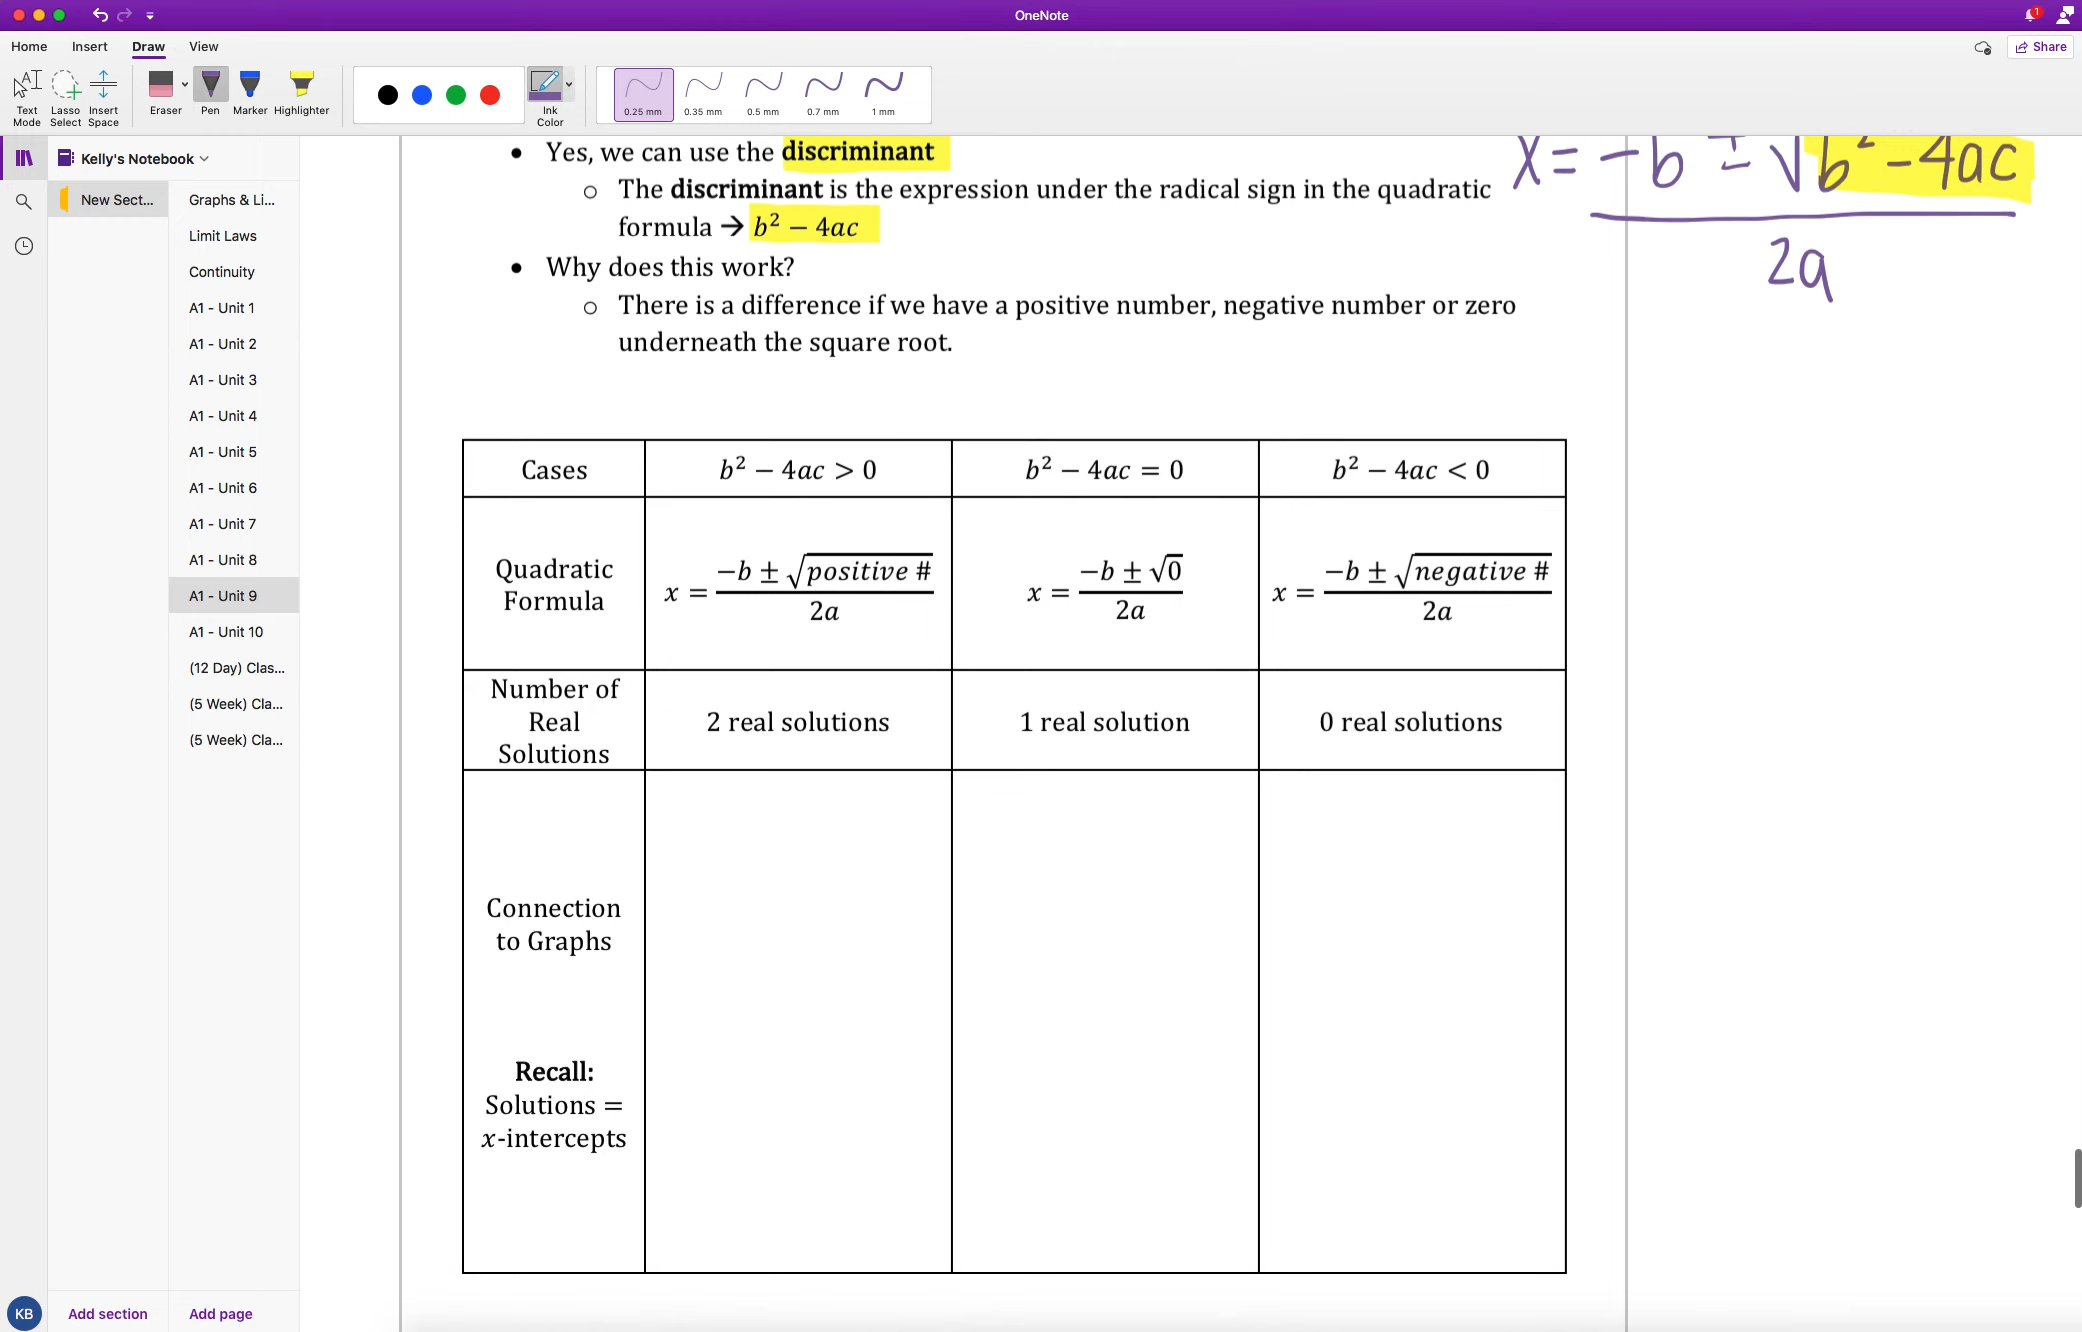 OneNote
1
Home Insert Draw View
Share
Text Mode
Lasso Select
Insert Space
Eraser
Pen
Marker
Highlighter
Ink Color
0.25 mm
0.35 mm
0.5 mm
0.7 mm
1 mm
Kelly's Notebook
New Sect...
Graphs & Li...
Limit Laws
Continuity
A1 - Unit 1
A1 - Unit 2
A1 - Unit 3
A1 - Unit 4
A1 - Unit 5
A1 - Unit 6
A1 - Unit 7
A1 - Unit 8
A1 - Unit 9
A1 - Unit 10
(12 Day) Clas...
(5 Week) Cla...
(5 Week) Cla...
KB
Add section
Add page
• Yes, we can use the discriminant
○ The discriminant is the expression under the radical sign in the quadratic
formula → b² − 4ac
• Why does this work?
○ There is a difference if we have a positive number, negative number or zero
underneath the square root.
x = −b ± √b² − 4ac
2a
Cases
b² − 4ac > 0
b² − 4ac = 0
b² − 4ac < 0
Quadratic
Formula
x = (−b ± √positive #) / 2a
x = (−b ± √0) / 2a
x = (−b ± √negative #) / 2a
Number of
Real
Solutions
2 real solutions
1 real solution
0 real solutions
Connection
to Graphs
Recall:
Solutions =
x-intercepts